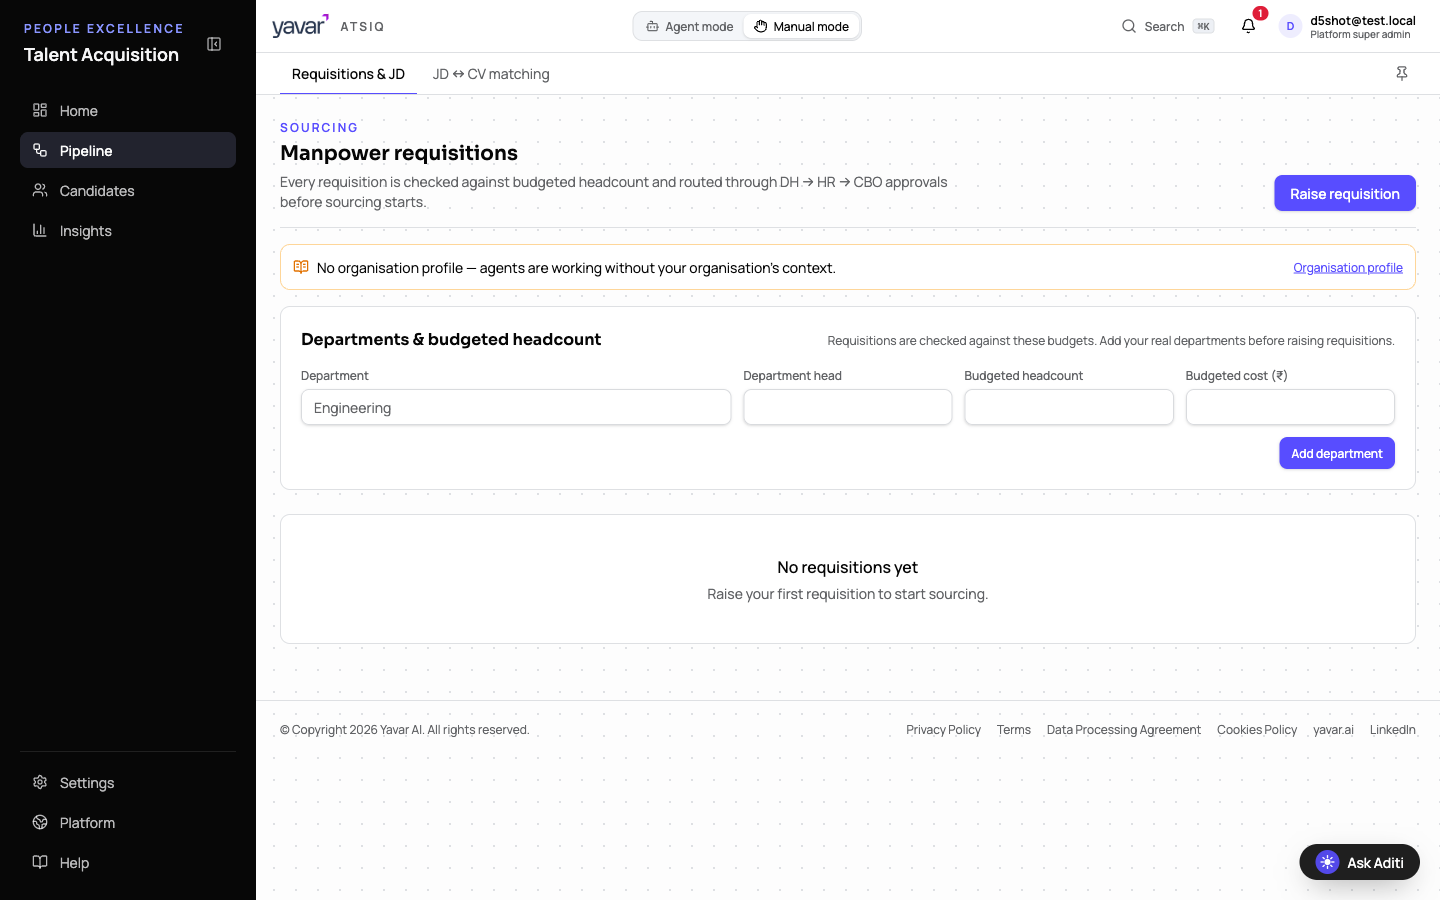 PEOPLE EXCELLENCE
Talent Acquisition
Home
Pipeline
Candidates
Insights
Settings
Platform
Help
yavar ATSIQ
Agent mode
Manual mode
Search ⌘K
1
D
d5shot@test.local
Platform super admin
Requisitions & JD
JD ↔ CV matching
SOURCING
Manpower requisitions
Every requisition is checked against budgeted headcount and routed through DH → HR → CBO approvals
before sourcing starts.
Raise requisition
No organisation profile — agents are working without your organisation's context.
Organisation profile
Departments & budgeted headcount
Requisitions are checked against these budgets. Add your real departments before raising requisitions.
Department
Department head
Budgeted headcount
Budgeted cost (₹)
Engineering
Add department
No requisitions yet
Raise your first requisition to start sourcing.
© Copyright 2026 Yavar AI. All rights reserved.
Privacy Policy
Terms
Data Processing Agreement
Cookies Policy
yavar.ai
LinkedIn
Ask Aditi